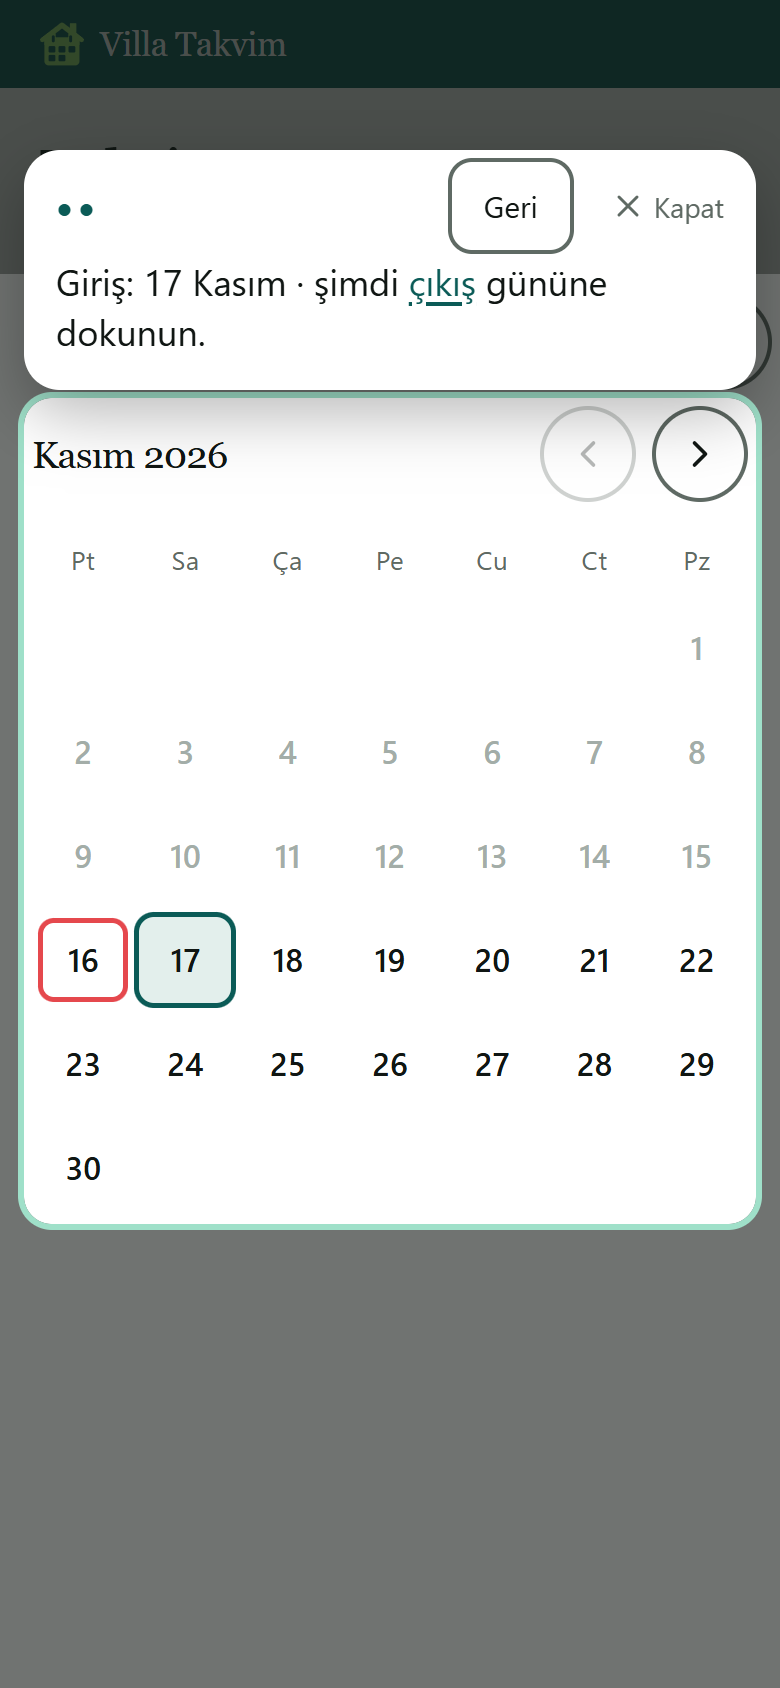 Villa Takvim
Geri
Kapat
Giriş: 17 Kasım · şimdi çıkış gününe
dokunun.
Kasım 2026
Pt Sa Ça Pe Cu Ct Pz
1
2 3 4 5 6 7 8
9 10 11 12 13 14 15
16 17 18 19 20 21 22
23 24 25 26 27 28 29
30